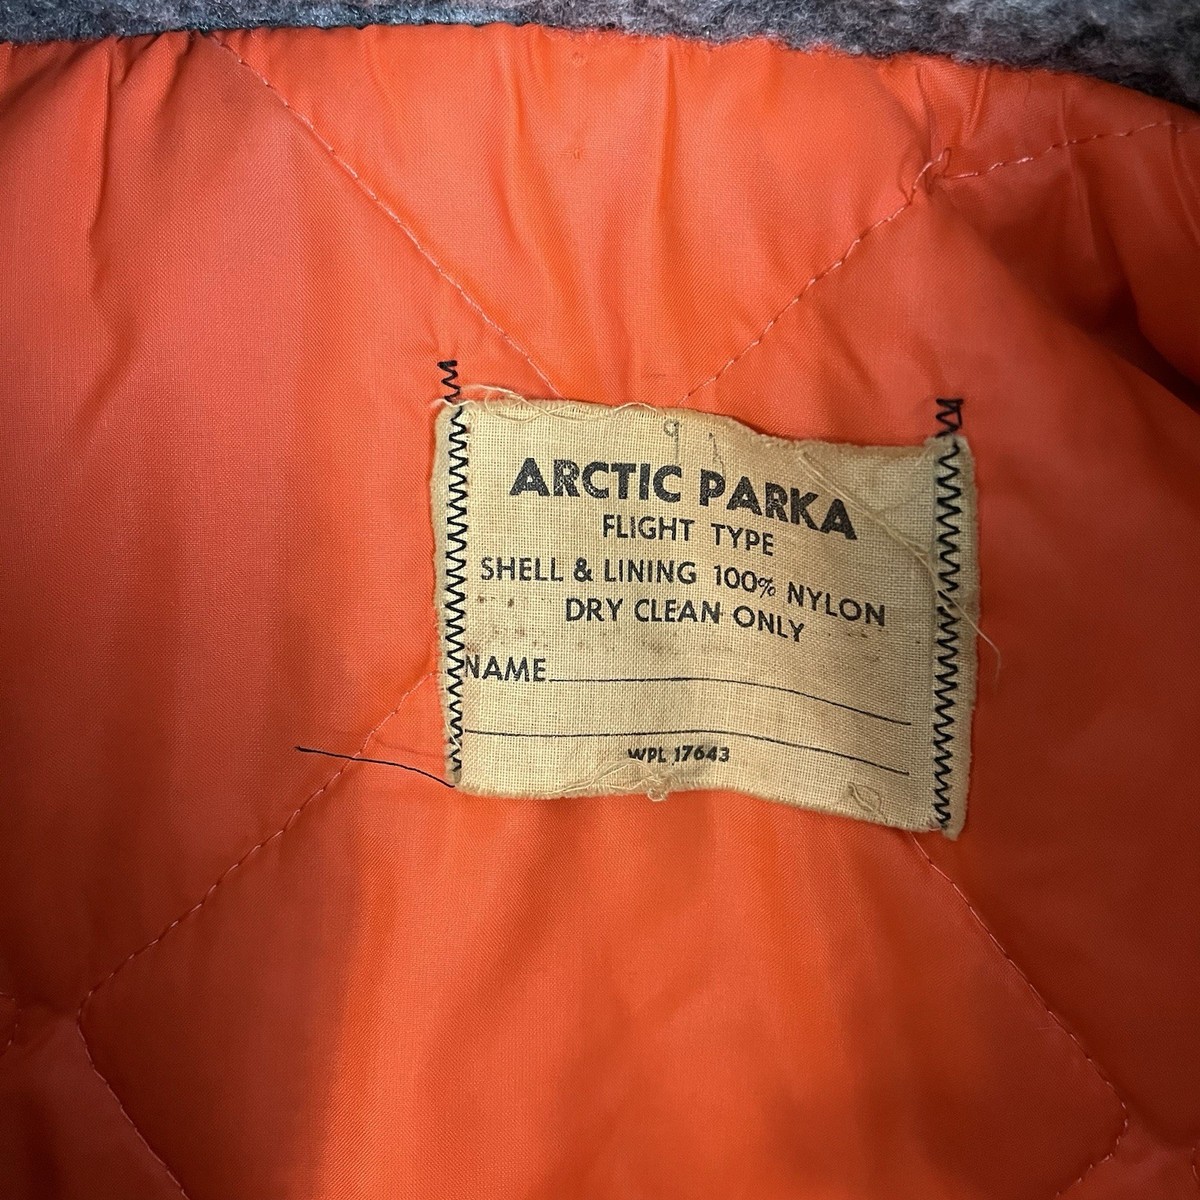 ARCTIC PARKA
FLIGHT TYPE
SHELL & LINING 100% NYLON
DRY CLEAN ONLY
NAME
WPL 17643